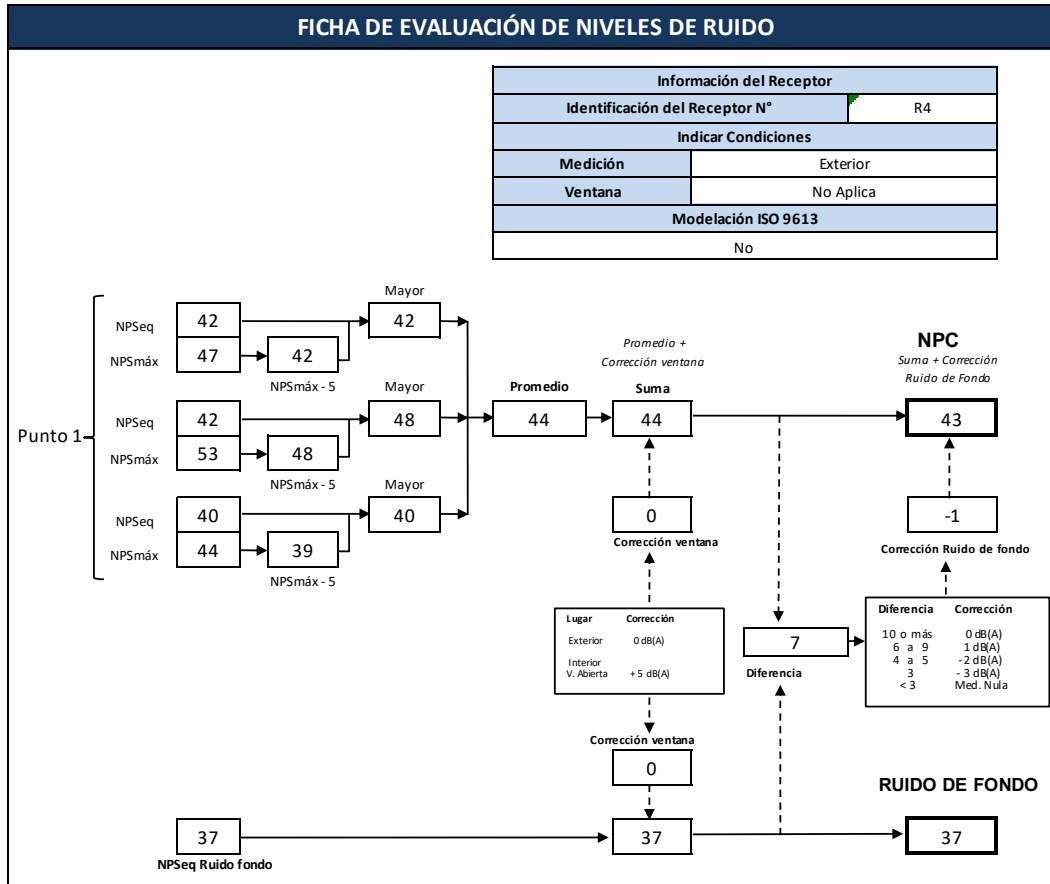 FICHA DE EVALUACIÓN DE NIVELES DE RUIDO
Información del Receptor
Identificación del Receptor N° R4
Indicar Condiciones
Medición Exterior
Ventana No Aplica
Modelación ISO 9613
No
Punto 1
NPSeq 42
NPSmáx 47
42
NPSmáx - 5
Mayor
42
NPSeq 42
NPSmáx 53
48
NPSmáx - 5
Mayor
48
NPSeq 40
NPSmáx 44
39
NPSmáx - 5
Mayor
40
Promedio
44
Promedio +
Corrección ventana
Suma
44
0
Corrección ventana
NPC
Suma + Corrección
Ruido de Fondo
43
-1
Corrección Ruido de fondo
Lugar Corrección
Exterior 0 dB(A)
Interior
V. Abierta + 5 dB(A)
7
Diferencia
Diferencia Corrección
10 o más 0 dB(A)
6 a 9 1 dB(A)
4 a 5 -2 dB(A)
3 - 3 dB(A)
< 3 Med. Nula
Corrección ventana
0
RUIDO DE FONDO
37
NPSeq Ruido fondo
37
37